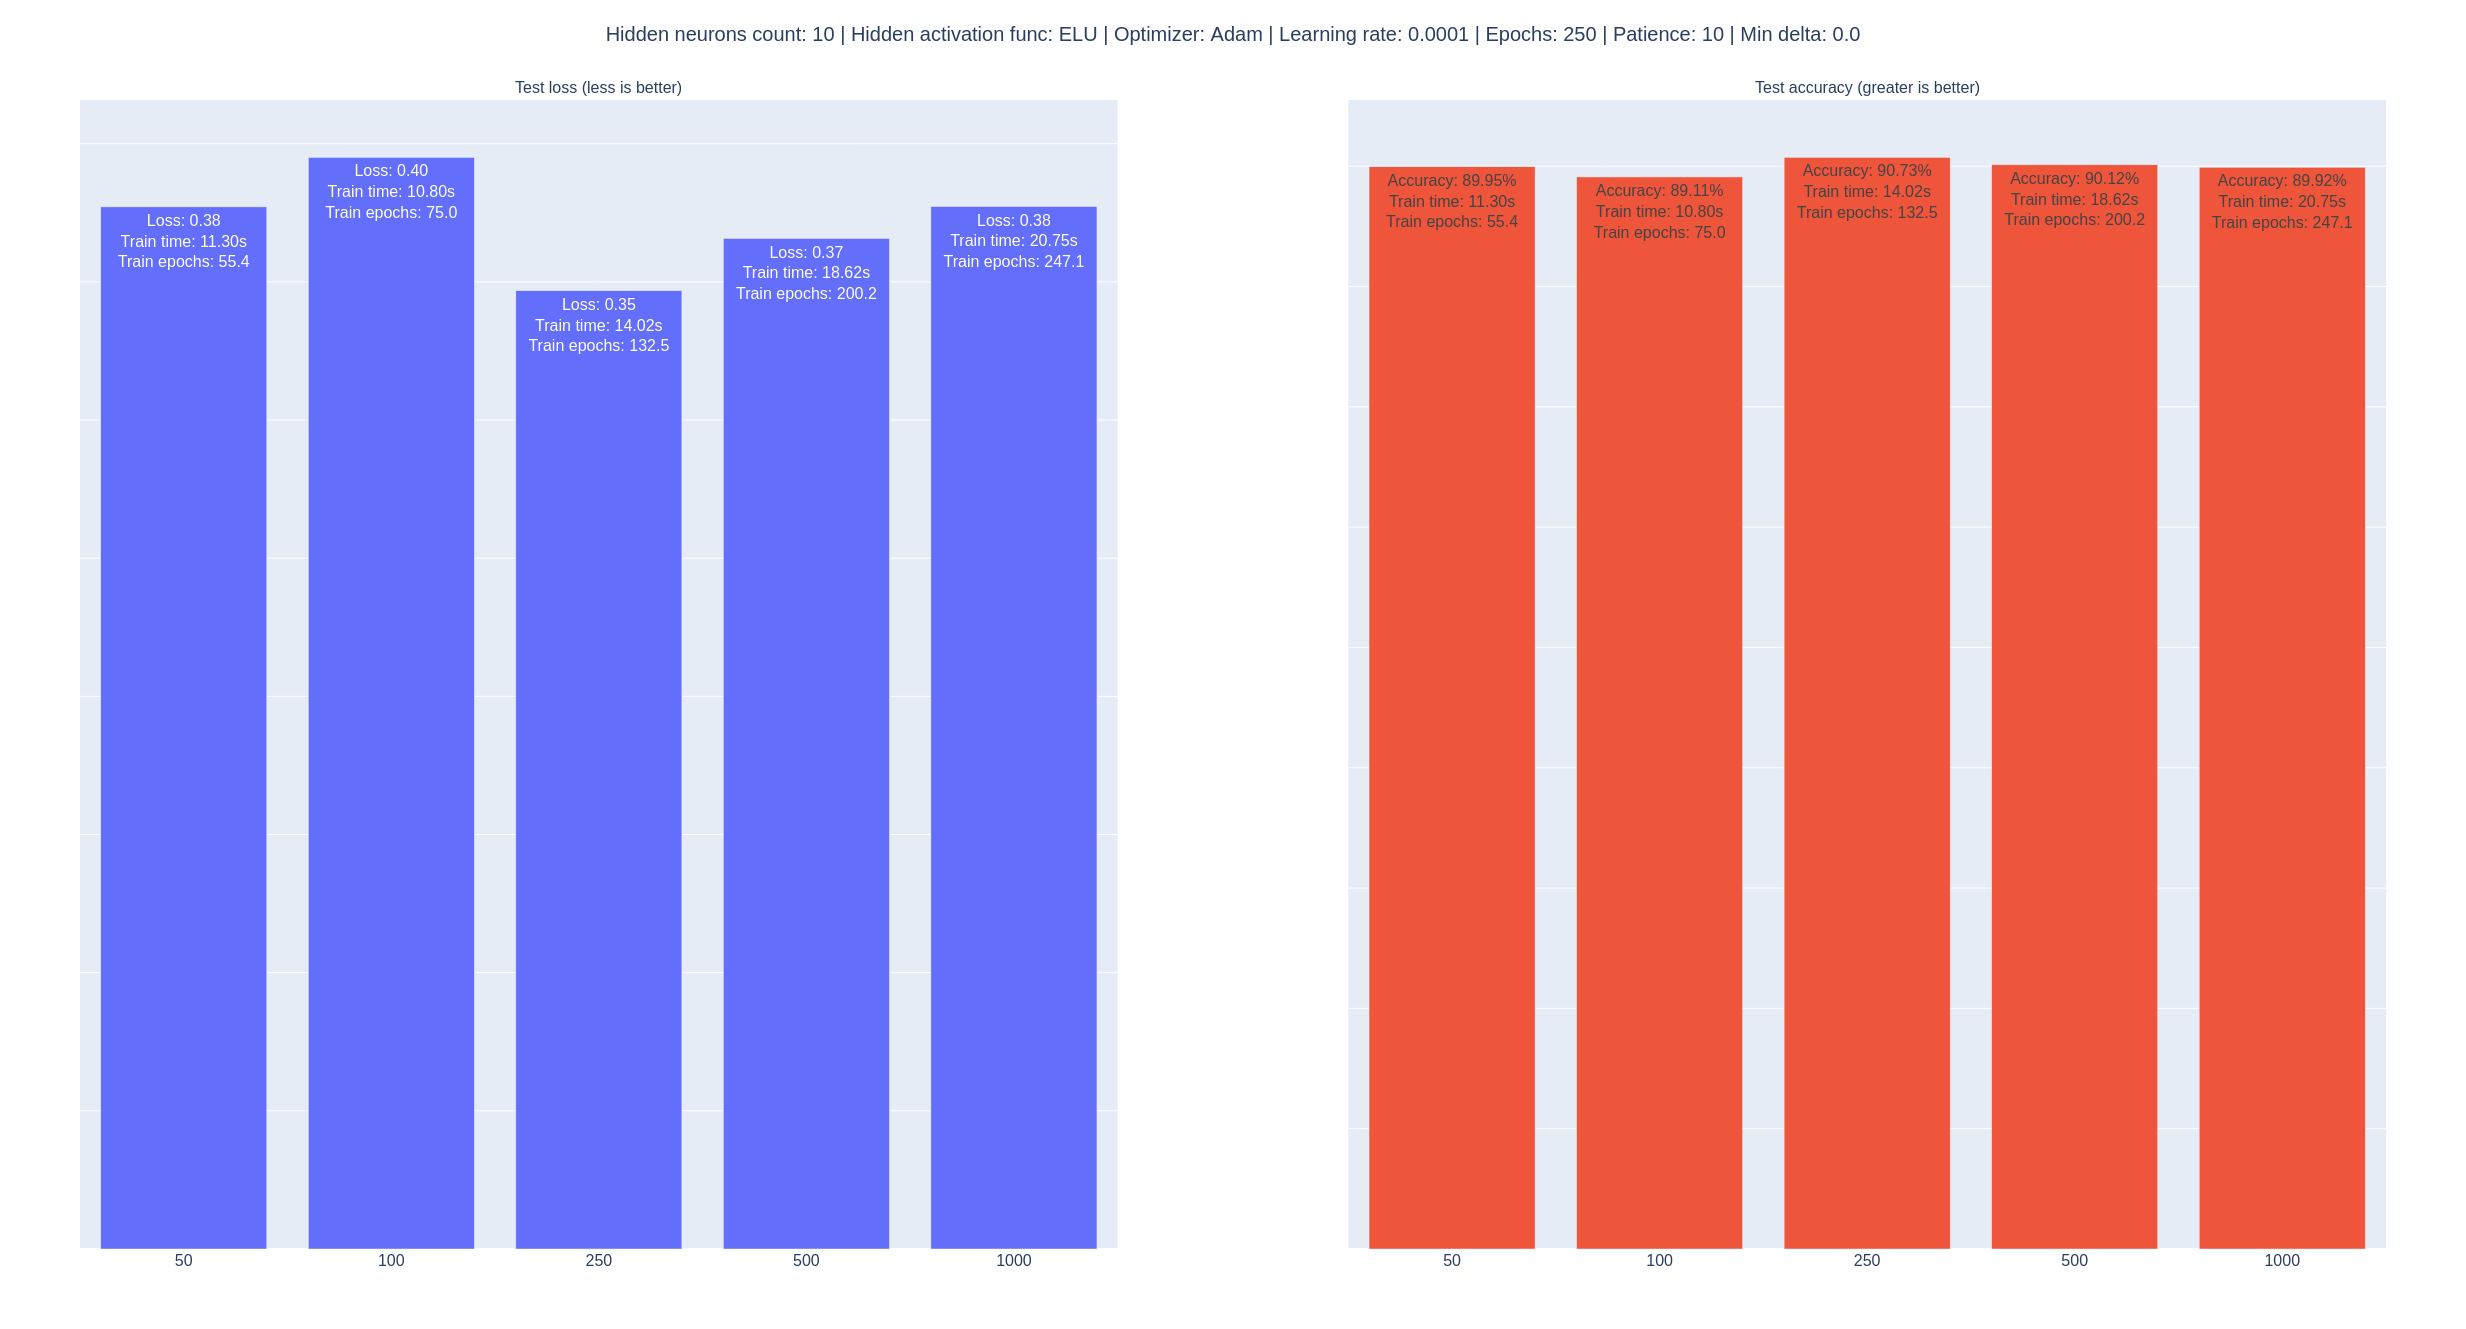 Hidden neurons count: 10 | Hidden activation func: ELU | Optimizer: Adam | Learning rate: 0.0001 | Epochs: 250 | Patience: 10 | Min delta: 0.0
Test loss (less is better)
Loss: 0.38
Train time: 11.30s
Train epochs: 55.4
Loss: 0.40
Train time: 10.80s
Train epochs: 75.0
Loss: 0.35
Train time: 14.02s
Train epochs: 132.5
Loss: 0.37
Train time: 18.62s
Train epochs: 200.2
Loss: 0.38
Train time: 20.75s
Train epochs: 247.1
50 100 250 500 1000
Test accuracy (greater is better)
Accuracy: 89.95%
Train time: 11.30s
Train epochs: 55.4
Accuracy: 89.11%
Train time: 10.80s
Train epochs: 75.0
Accuracy: 90.73%
Train time: 14.02s
Train epochs: 132.5
Accuracy: 90.12%
Train time: 18.62s
Train epochs: 200.2
Accuracy: 89.92%
Train time: 20.75s
Train epochs: 247.1
50 100 250 500 1000